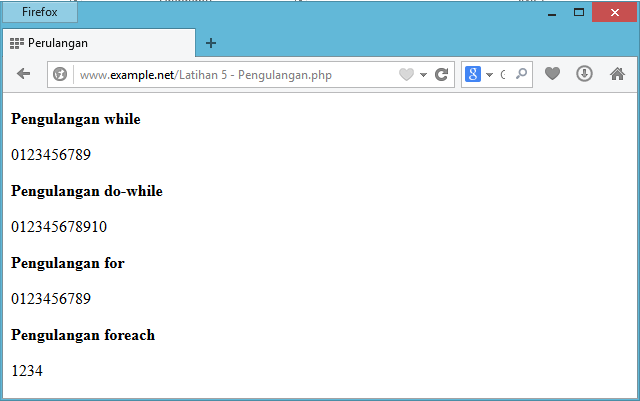 Firefox
Perulangan
www.example.net/Latihan 5 - Pengulangan.php
Pengulangan while
0123456789
Pengulangan do-while
012345678910
Pengulangan for
0123456789
Pengulangan foreach
1234